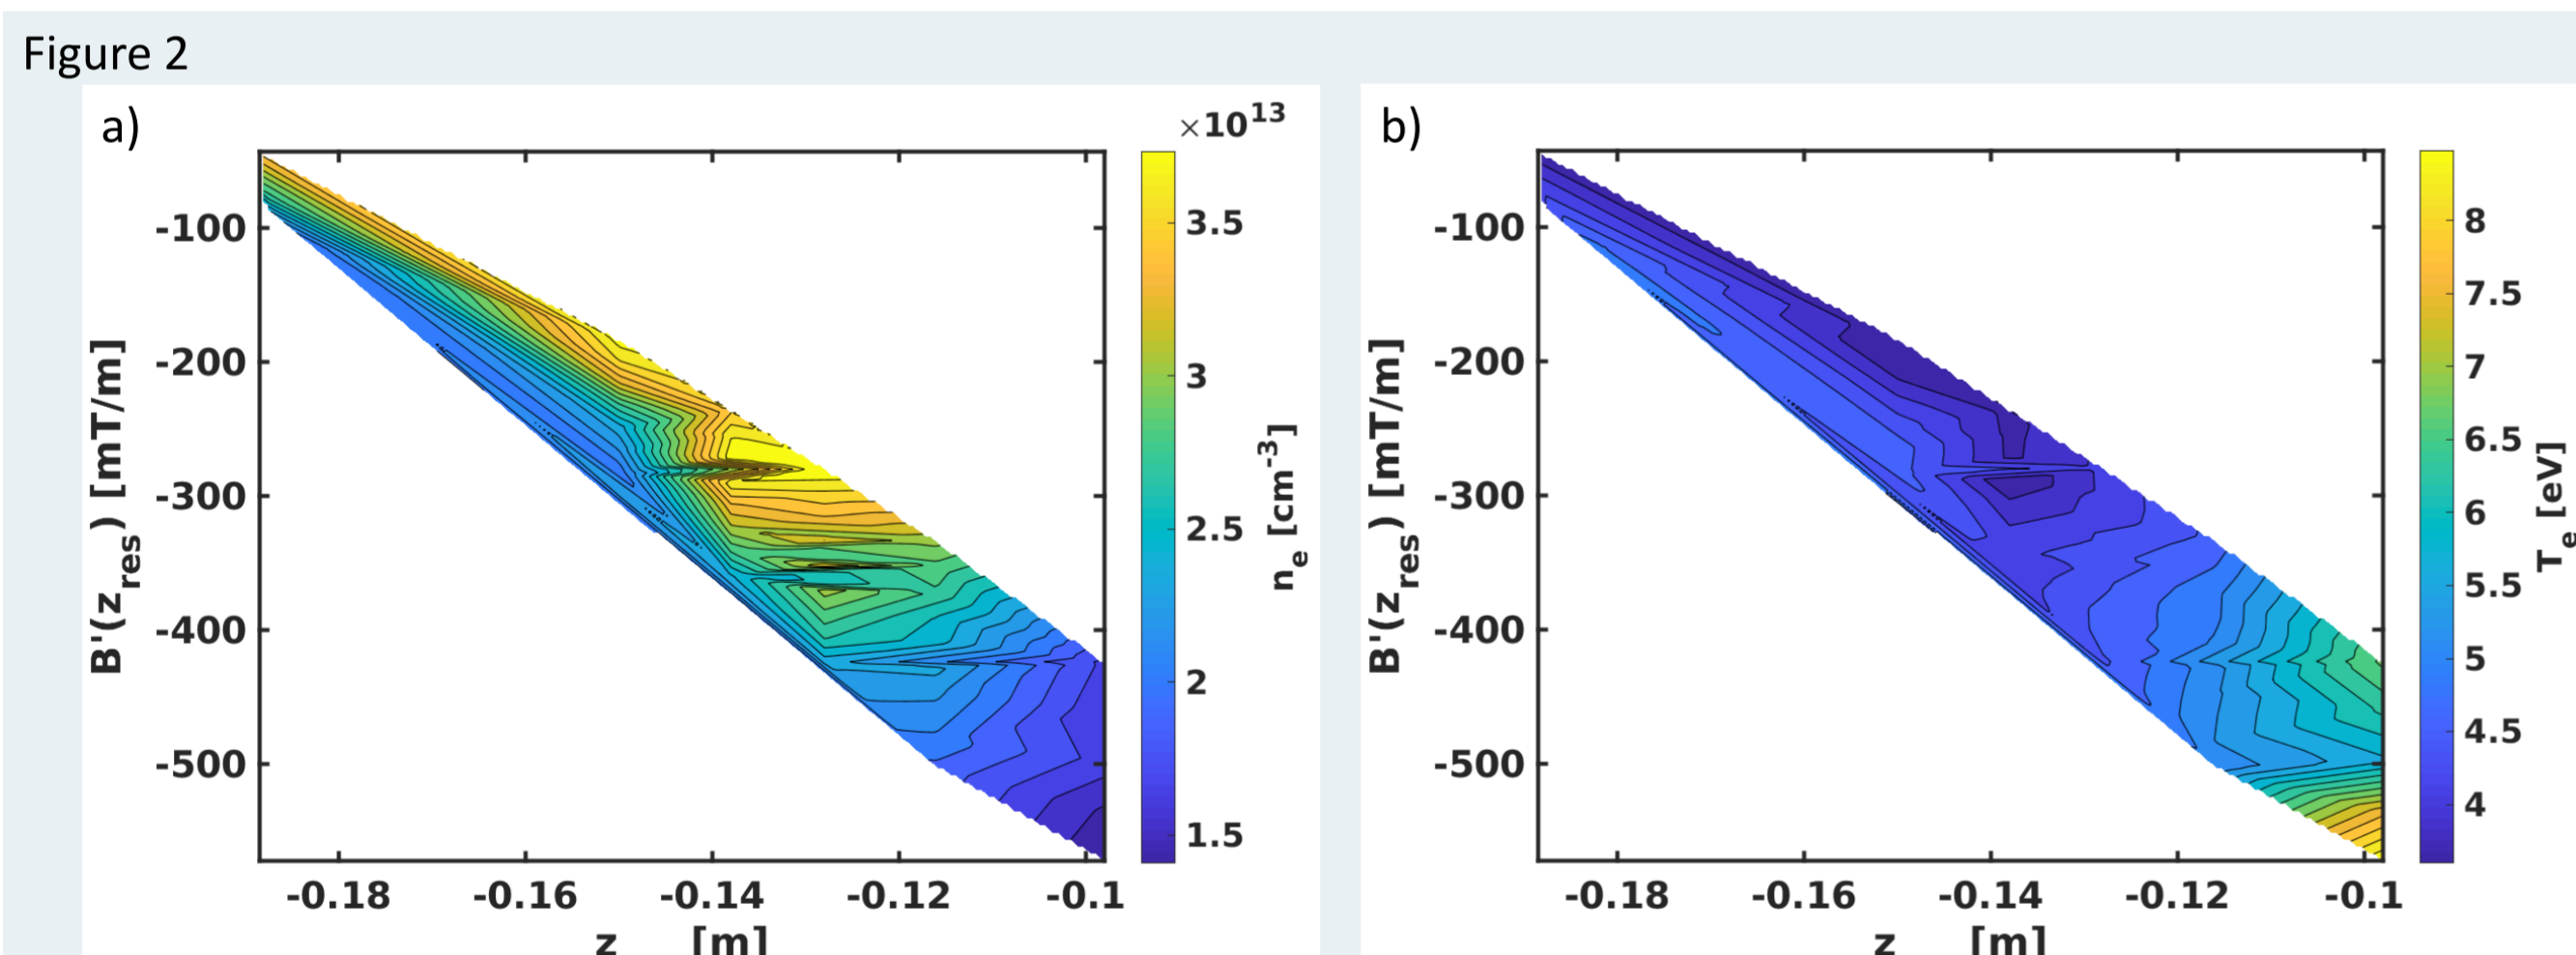 Figure 2
a)
×10^13
-100
-200
-300
-400
-500
B'(z_res) [mT/m]
-0.18 -0.16 -0.14 -0.12 -0.1
z [m]
3.5
3
2.5
2
1.5
n_e [cm^-3]
b)
-100
-200
-300
-400
-500
B'(z_res) [mT/m]
-0.18 -0.16 -0.14 -0.12 -0.1
z [m]
8
7.5
7
6.5
6
5.5
5
4.5
4
T_e [eV]